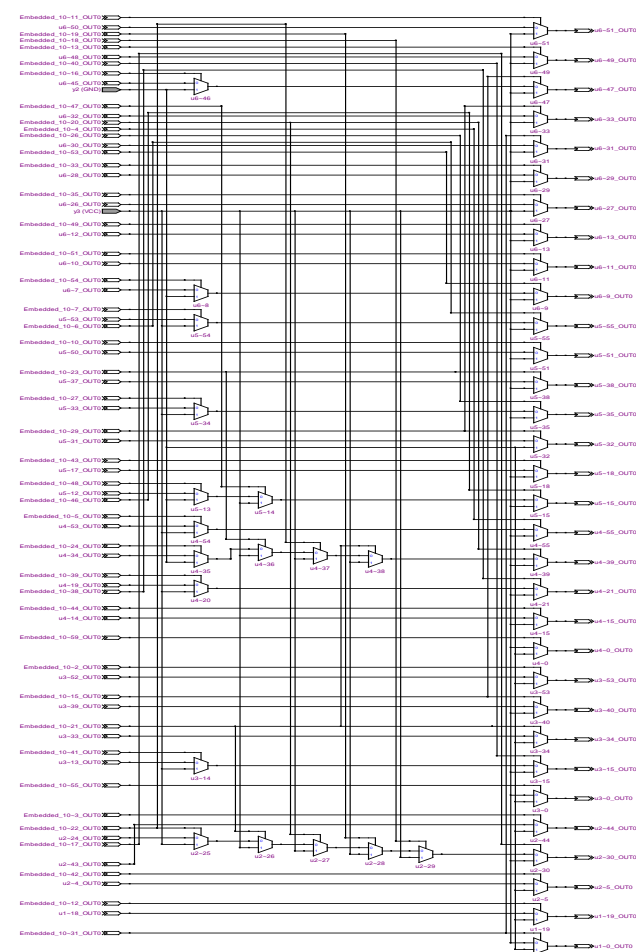 Embedded_10~11_OUT0
u6~50_OUT0
Embedded_10~19_OUT0
Embedded_10~18_OUT0
Embedded_10~13_OUT0
u6~48_OUT0
Embedded_10~40_OUT0
Embedded_10~16_OUT0
u6~45_OUT0
y2 (GND)
Embedded_10~47_OUT0
u6~32_OUT0
Embedded_10~20_OUT0
Embedded_10~4_OUT0
Embedded_10~26_OUT0
u6~30_OUT0
Embedded_10~53_OUT0
Embedded_10~33_OUT0
u6~28_OUT0
Embedded_10~35_OUT0
u6~26_OUT0
y3 (VCC)
Embedded_10~49_OUT0
u6~12_OUT0
Embedded_10~51_OUT0
u6~10_OUT0
Embedded_10~54_OUT0
u6~7_OUT0
Embedded_10~7_OUT0
u5~53_OUT0
Embedded_10~6_OUT0
Embedded_10~10_OUT0
u5~50_OUT0
Embedded_10~23_OUT0
u5~37_OUT0
Embedded_10~27_OUT0
u5~33_OUT0
Embedded_10~29_OUT0
u5~31_OUT0
Embedded_10~43_OUT0
u5~17_OUT0
Embedded_10~48_OUT0
u5~12_OUT0
Embedded_10~46_OUT0
Embedded_10~5_OUT0
u4~53_OUT0
Embedded_10~24_OUT0
u4~34_OUT0
Embedded_10~39_OUT0
u4~19_OUT0
Embedded_10~38_OUT0
Embedded_10~44_OUT0
u4~14_OUT0
Embedded_10~59_OUT0
Embedded_10~2_OUT0
u3~52_OUT0
Embedded_10~15_OUT0
u3~39_OUT0
Embedded_10~21_OUT0
u3~33_OUT0
Embedded_10~41_OUT0
u3~13_OUT0
Embedded_10~55_OUT0
Embedded_10~3_OUT0
Embedded_10~22_OUT0
u2~24_OUT0
Embedded_10~17_OUT0
u2~43_OUT0
Embedded_10~42_OUT0
u2~4_OUT0
Embedded_10~12_OUT0
u1~18_OUT0
Embedded_10~31_OUT0
u6~46
u6~8
u5~54
u5~34
u5~13
u5~14
u4~54
u4~35
u4~36
u4~37
u4~38
u4~20
u3~14
u2~25
u2~26
u2~27
u2~28
u2~29
u6~51
u6~49
u6~47
u6~33
u6~31
u6~29
u6~27
u6~13
u6~11
u6~9
u5~55
u5~51
u5~38
u5~35
u5~32
u5~18
u5~15
u4~55
u4~39
u4~21
u4~15
u4~0
u3~53
u3~40
u3~34
u3~15
u3~0
u2~44
u2~30
u2~5
u1~19
u1~0
u6~51_OUT0
u6~49_OUT0
u6~47_OUT0
u6~33_OUT0
u6~31_OUT0
u6~29_OUT0
u6~27_OUT0
u6~13_OUT0
u6~11_OUT0
u6~9_OUT0
u5~55_OUT0
u5~51_OUT0
u5~38_OUT0
u5~35_OUT0
u5~32_OUT0
u5~18_OUT0
u5~15_OUT0
u4~55_OUT0
u4~39_OUT0
u4~21_OUT0
u4~15_OUT0
u4~0_OUT0
u3~53_OUT0
u3~40_OUT0
u3~34_OUT0
u3~15_OUT0
u3~0_OUT0
u2~44_OUT0
u2~30_OUT0
u2~5_OUT0
u1~19_OUT0
u1~0_OUT0